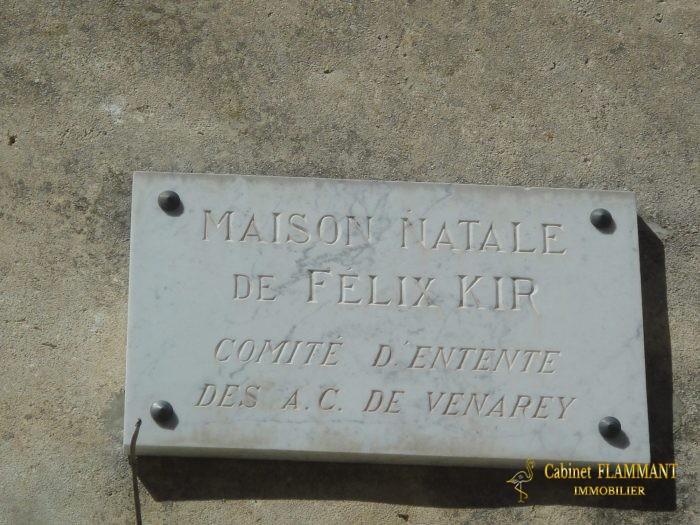 MAISON NATALE
DE FÉLIX KIR
COMITÉ D'ENTENTE
DES A.C. DE VENAREY
Cabinet FLAMMANT
IMMOBILIER